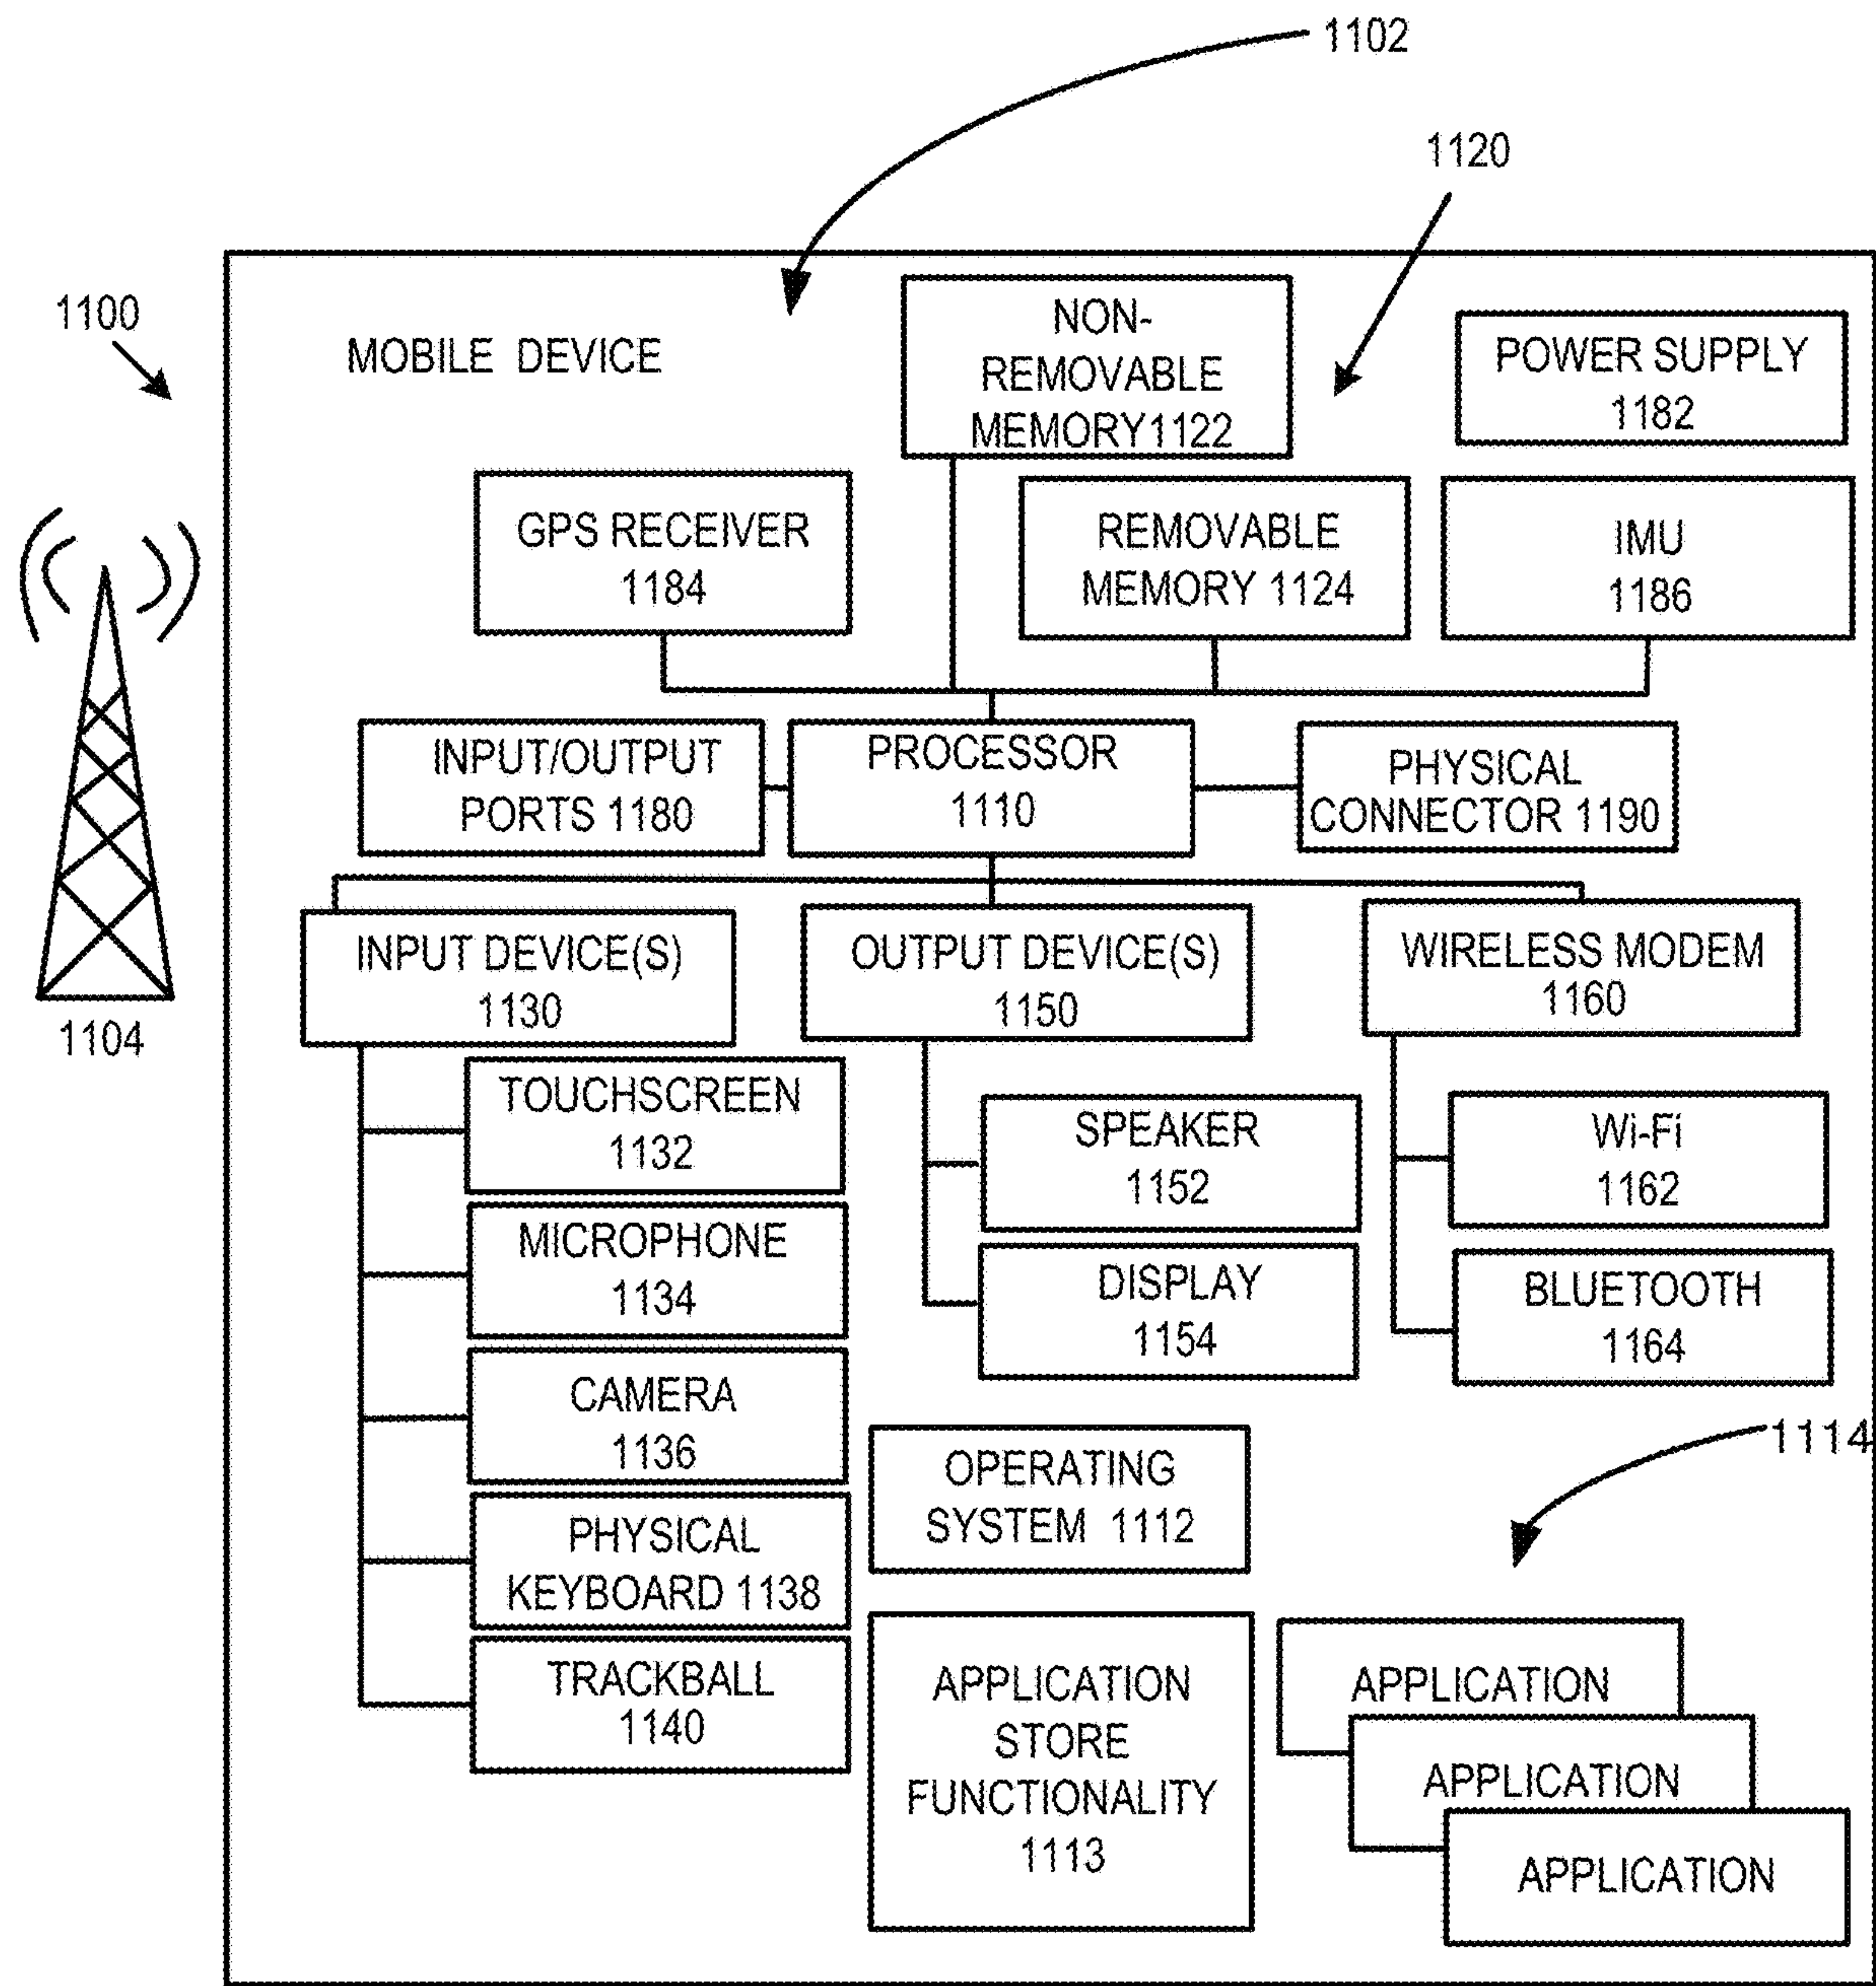 1102
1120
1100
MOBILE DEVICE
NON-
REMOVABLE
MEMORY1122
POWER SUPPLY
1182
GPS RECEIVER
1184
REMOVABLE
MEMORY 1124
IMU
1186
INPUT/OUTPUT
PORTS 1180
PROCESSOR
1110
PHYSICAL
CONNECTOR 1190
INPUT DEVICE(S)
1130
OUTPUT DEVICE(S)
1150
WIRELESS MODEM
1160
1104
TOUCHSCREEN
1132
SPEAKER
1152
Wi-Fi
1162
MICROPHONE
1134
DISPLAY
1154
BLUETOOTH
1164
CAMERA
1136
OPERATING
SYSTEM 1112
1114
PHYSICAL
KEYBOARD 1138
TRACKBALL
1140
APPLICATION
STORE
FUNCTIONALITY
1113
APPLICATION
APPLICATION
APPLICATION